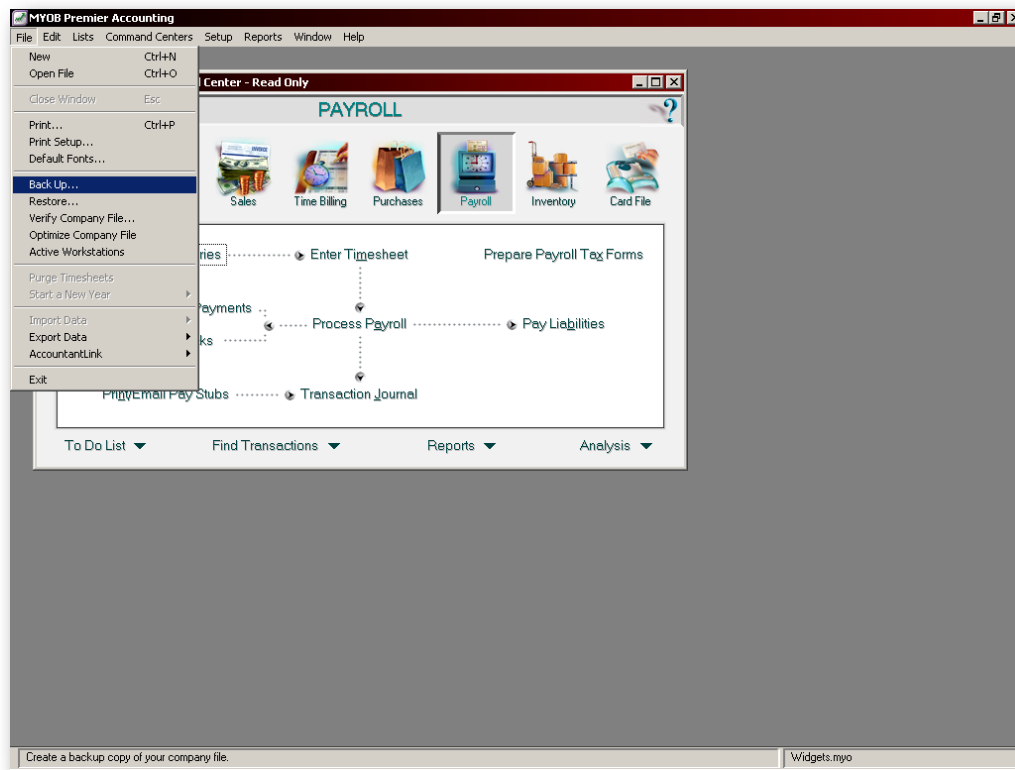 MYOB Premier Accounting
File Edit Lists Command Centers Setup Reports Window Help
New Ctrl+N
Open File Ctrl+O
Close Window Esc
Print... Ctrl+P
Print Setup...
Default Fonts...
Back Up...
Restore...
Verify Company File...
Optimize Company File
Active Workstations
Purge Timesheets
Start a New Year
Import Data
Export Data
AccountantLink
Exit
Center - Read Only
PAYROLL
Sales Time Billing Purchases Payroll Inventory Card File
ries Enter Timesheet Prepare Payroll Tax Forms
Payments
Process Payroll Pay Liabilities
ks
Print/Email Pay Stubs Transaction Journal
To Do List Find Transactions Reports Analysis
Create a backup copy of your company file. Widgets.myo